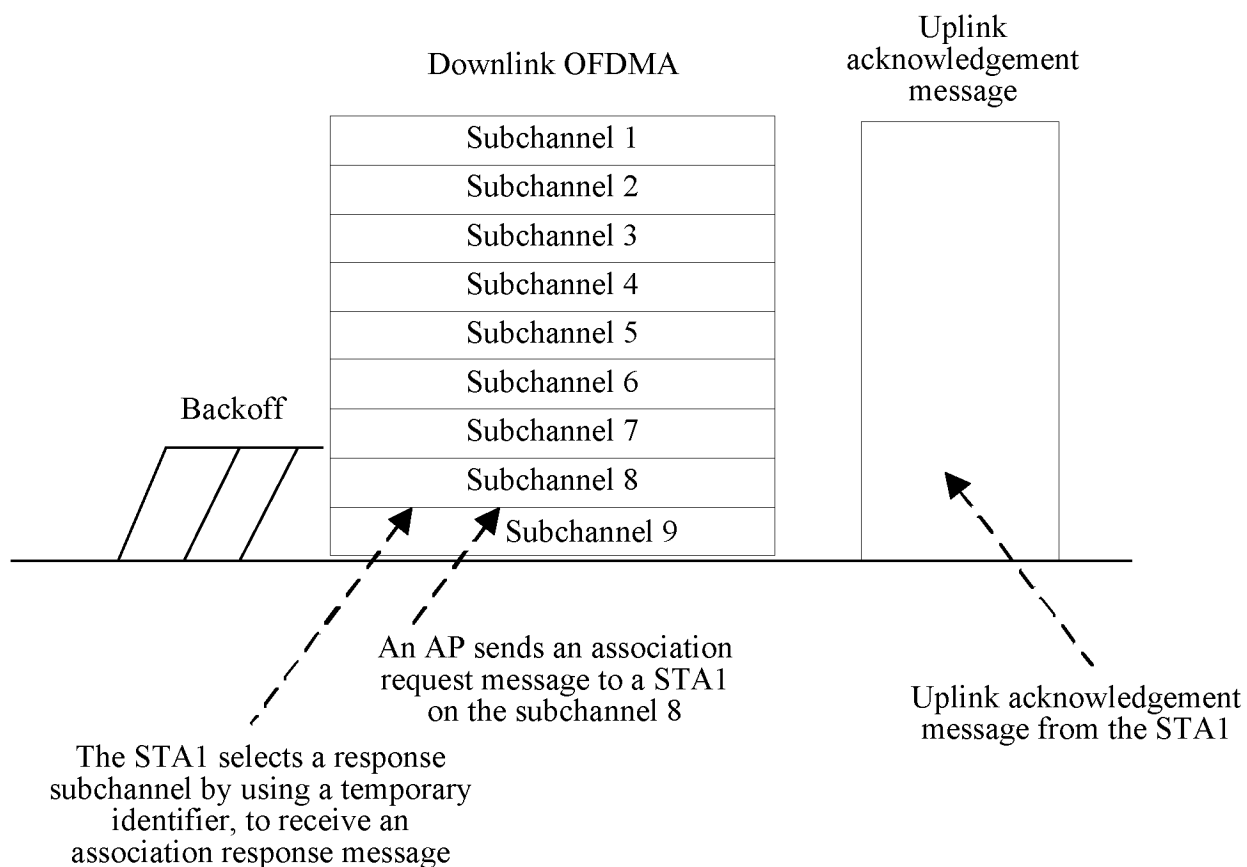 Uplink
acknowledgement
message
Downlink OFDMA
Subchannel 1
Subchannel 2
Subchannel 3
Subchannel 4
Subchannel 5
Subchannel 6
Subchannel 7
Subchannel 8
Subchannel 9
Backoff
An AP sends an association
request message to a STA1
on the subchannel 8
Uplink acknowledgement
message from the STA1
The STA1 selects a response
subchannel by using a temporary
identifier, to receive an
association response message